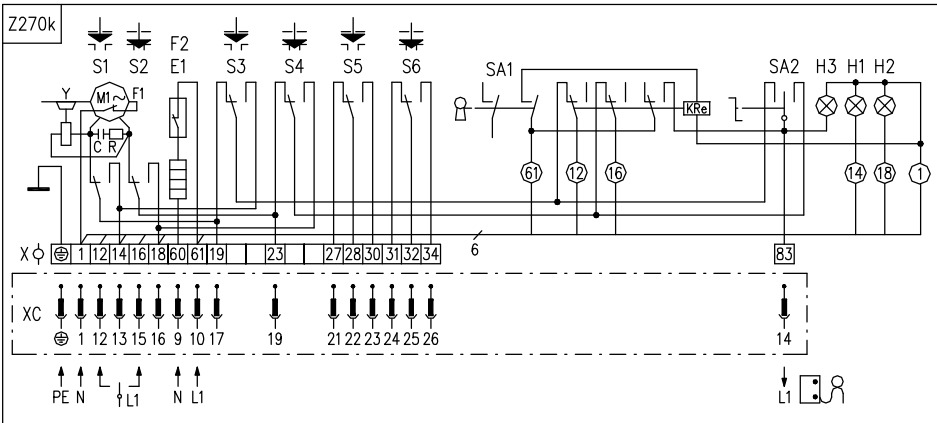 Z270k
F2
S1 S2 E1 S3 S4 S5 S6 SA1 SA2 H3 H1 H2
Y M1~ F1
KRe
C R
61 12 16 14 18 1
6
X 1 12 14 16 18 60 61 19 23 27 28 30 31 32 34 83
XC
1 12 13 15 16 9 10 17 19 21 22 23 24 25 26 14
PE N L1 N L1 L1